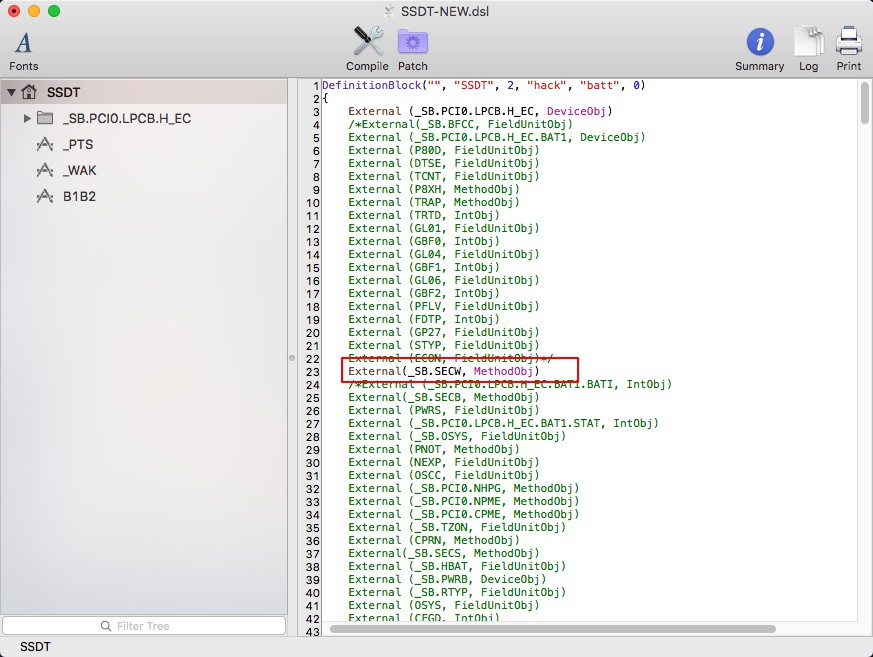 SSDT-NEW.dsl
Fonts
Compile
Patch
Summary
Log
Print
SSDT
_SB.PCI0.LPCB.H_EC
_PTS
_WAK
B1B2
Filter Tree
SSDT
1 DefinitionBlock("", "SSDT", 2, "hack", "batt", 0)
2 {
3 External (_SB.PCI0.LPCB.H_EC, DeviceObj)
4 /*External(_SB.BFCC, FieldUnitObj)
5 External (_SB.PCI0.LPCB.H_EC.BAT1, DeviceObj)
6 External (P80D, FieldUnitObj)
7 External (DTSE, FieldUnitObj)
8 External (TCNT, FieldUnitObj)
9 External (P8XH, MethodObj)
10 External (TRAP, MethodObj)
11 External (TRTD, IntObj)
12 External (GL01, FieldUnitObj)
13 External (GBF0, IntObj)
14 External (GL04, FieldUnitObj)
15 External (GBF1, IntObj)
16 External (GL06, FieldUnitObj)
17 External (GBF2, IntObj)
18 External (PFLV, FieldUnitObj)
19 External (FDTP, IntObj)
20 External (GP27, FieldUnitObj)
21 External (STYP, FieldUnitObj)
22 External (ECON, FieldUnitObj)*/
23 External(_SB.SECW, MethodObj)
24 /*External (_SB.PCI0.LPCB.H_EC.BAT1.BATI, IntObj)
25 External(_SB.SECB, MethodObj)
26 External (PWRS, FieldUnitObj)
27 External (_SB.PCI0.LPCB.H_EC.BAT1.STAT, IntObj)
28 External (_SB.OSYS, FieldUnitObj)
29 External (PNOT, MethodObj)
30 External (NEXP, FieldUnitObj)
31 External (OSCC, FieldUnitObj)
32 External (_SB.PCI0.NHPG, MethodObj)
33 External (_SB.PCI0.NPME, MethodObj)
34 External (_SB.PCI0.CPME, MethodObj)
35 External (_SB.TZON, FieldUnitObj)
36 External (CPRN, MethodObj)
37 External(_SB.SECS, MethodObj)
38 External (_SB.HBAT, FieldUnitObj)
39 External (_SB.PWRB, DeviceObj)
40 External (_SB.RTYP, FieldUnitObj)
41 External (OSYS, FieldUnitObj)
42 External (CFGD, IntObj)
43